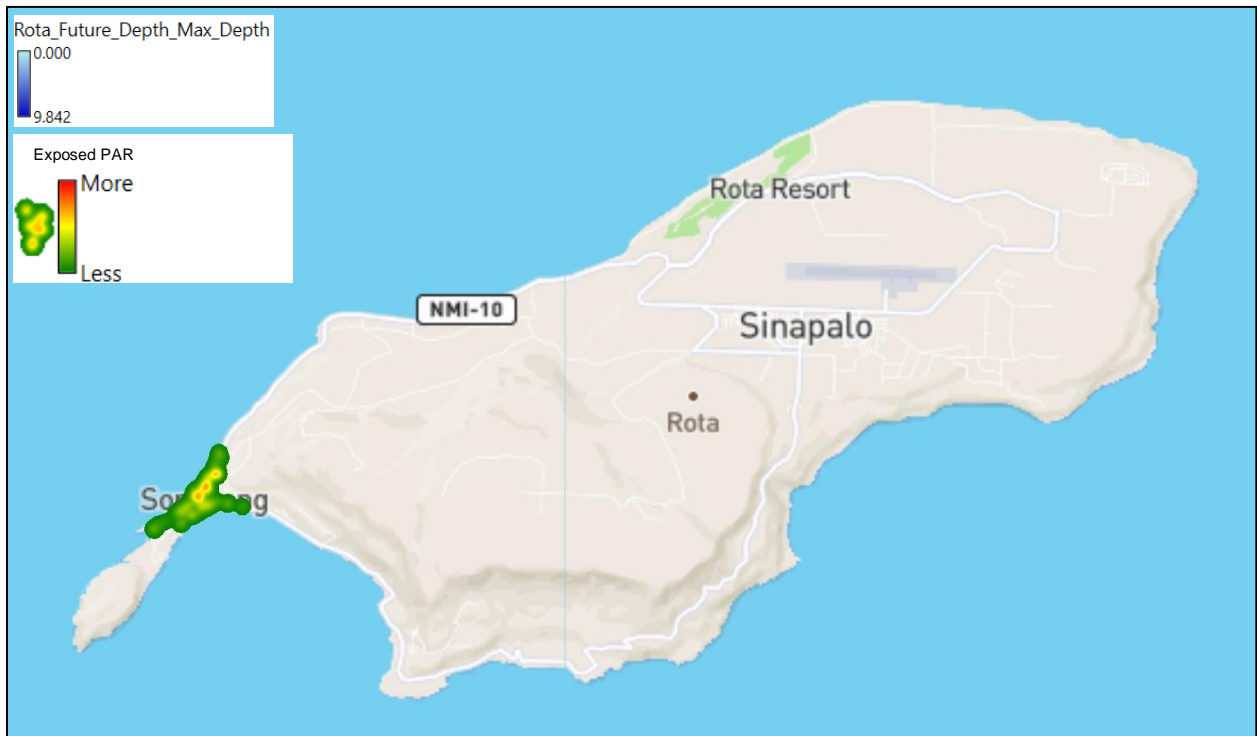 Rota_Future_Depth_Max_Depth
0.000
9.842
Exposed PAR
More
Less
Rota Resort
NMI-10
Sinapalo
Rota